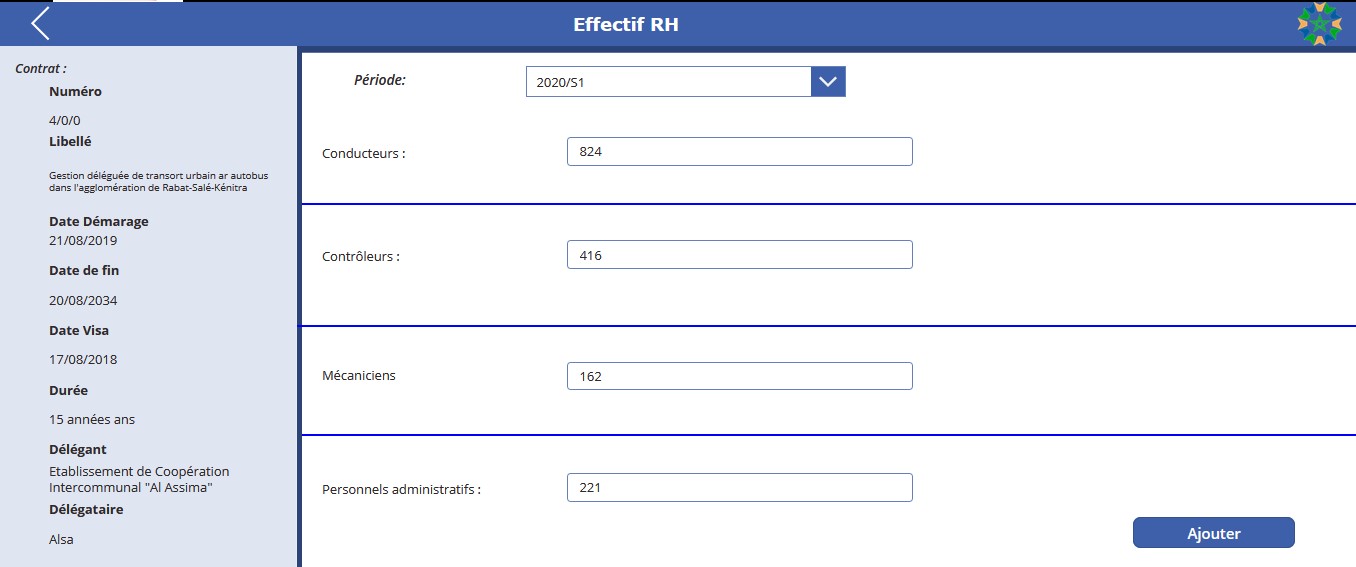 Effectif RH
Contrat :
Numéro
4/0/0
Libellé
Gestion déléguée de transort urbain ar autobus
dans l'agglomération de Rabat-Salé-Kénitra
Date Démarage
21/08/2019
Date de fin
20/08/2034
Date Visa
17/08/2018
Durée
15 années ans
Délégant
Etablissement de Coopération
Intercommunal "Al Assima"
Délégataire
Alsa
Période:
2020/S1
Conducteurs :
824
Contrôleurs :
416
Mécaniciens
162
Personnels administratifs :
221
Ajouter